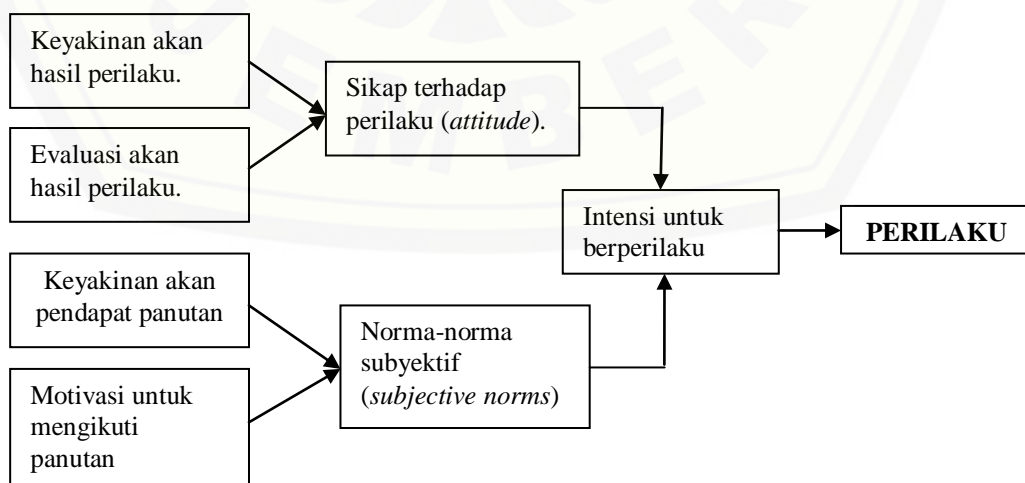 Keyakinan akan
hasil perilaku.
Evaluasi akan
hasil perilaku.
Sikap terhadap
perilaku (attitude).
Keyakinan akan
pendapat panutan
Motivasi untuk
mengikuti
panutan
Norma-norma
subyektif
(subjective norms)
Intensi untuk
berperilaku
PERILAKU
EMBER